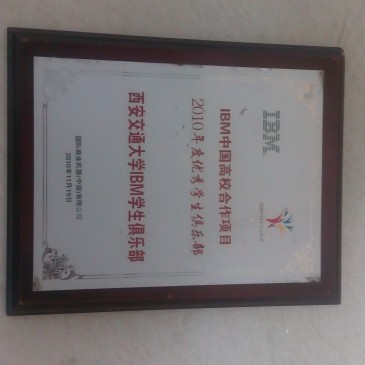 IBM
IBM中国高校合作项目
2010年度优秀学生俱乐部
西安交通大学IBM学生俱乐部
国际商业机器(中国)有限公司
2010年11月19日